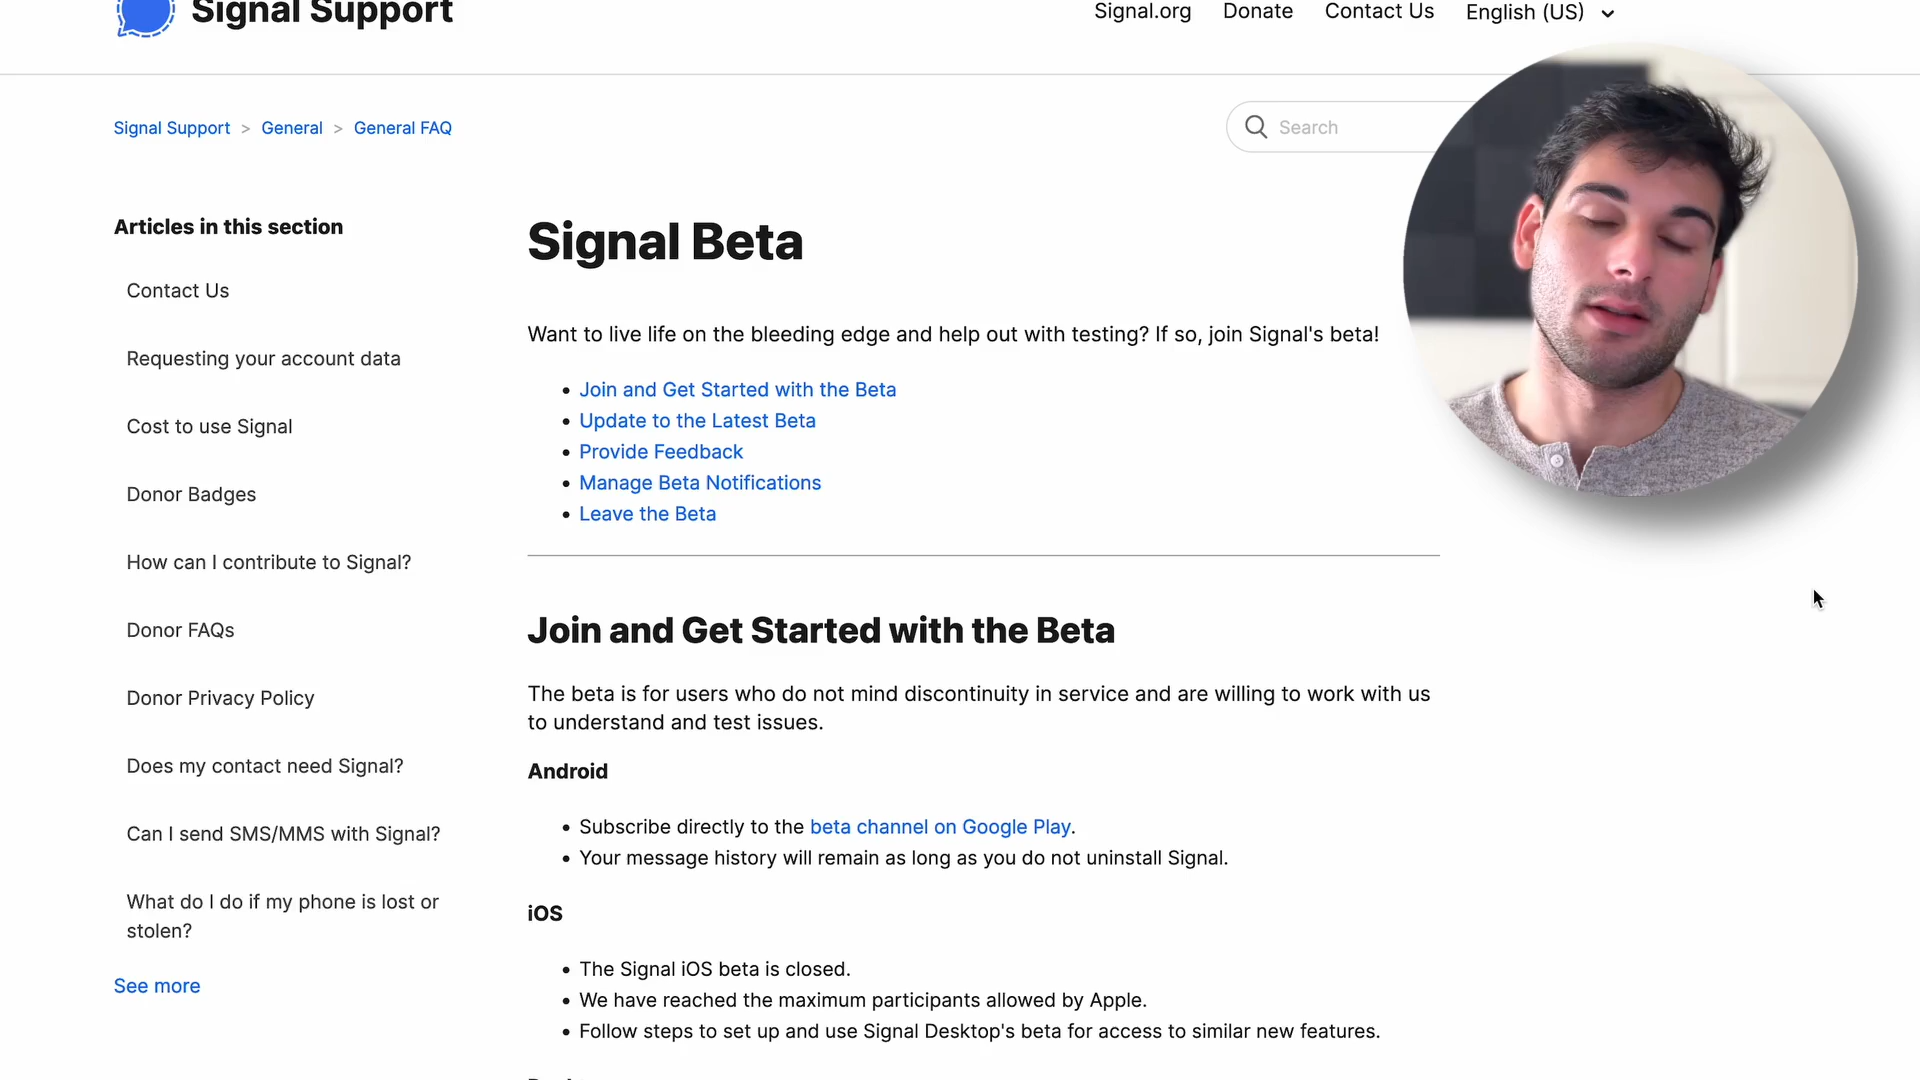 Signal Support
Signal.org
Donate
Contact Us
English (US)
Signal Support > General > General FAQ
Search
Articles in this section
Contact Us
Requesting your account data
Cost to use Signal
Donor Badges
How can I contribute to Signal?
Donor FAQs
Donor Privacy Policy
Does my contact need Signal?
Can I send SMS/MMS with Signal?
What do I do if my phone is lost or
stolen?
See more
Signal Beta
Want to live life on the bleeding edge and help out with testing? If so, join Signal's beta!
• Join and Get Started with the Beta
• Update to the Latest Beta
• Provide Feedback
• Manage Beta Notifications
• Leave the Beta
Join and Get Started with the Beta
The beta is for users who do not mind discontinuity in service and are willing to work with us
to understand and test issues.
Android
• Subscribe directly to the beta channel on Google Play.
• Your message history will remain as long as you do not uninstall Signal.
iOS
• The Signal iOS beta is closed.
• We have reached the maximum participants allowed by Apple.
• Follow steps to set up and use Signal Desktop's beta for access to similar new features.